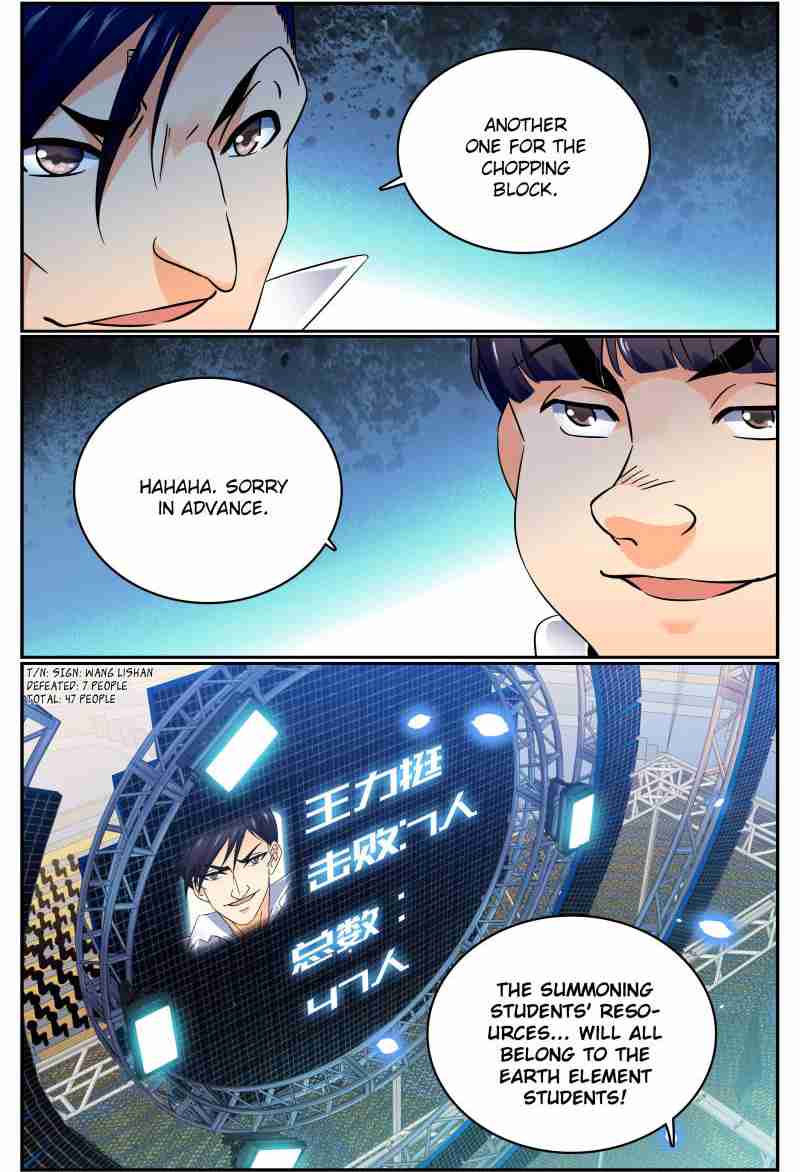 ANOTHER
ONE FOR THE
CHOPPING
BLOCK.
HAHAHA. SORRY
IN ADVANCE.
T/N: SIGN: WANG LISHAN
DEFEATED: 7 PEOPLE
TOTAL: 47 PEOPLE
王力挺
击败:7人
总数:
47人
THE SUMMONING
STUDENTS' RESO-
URCES... WILL ALL
BELONG TO THE
EARTH ELEMENT
STUDENTS!